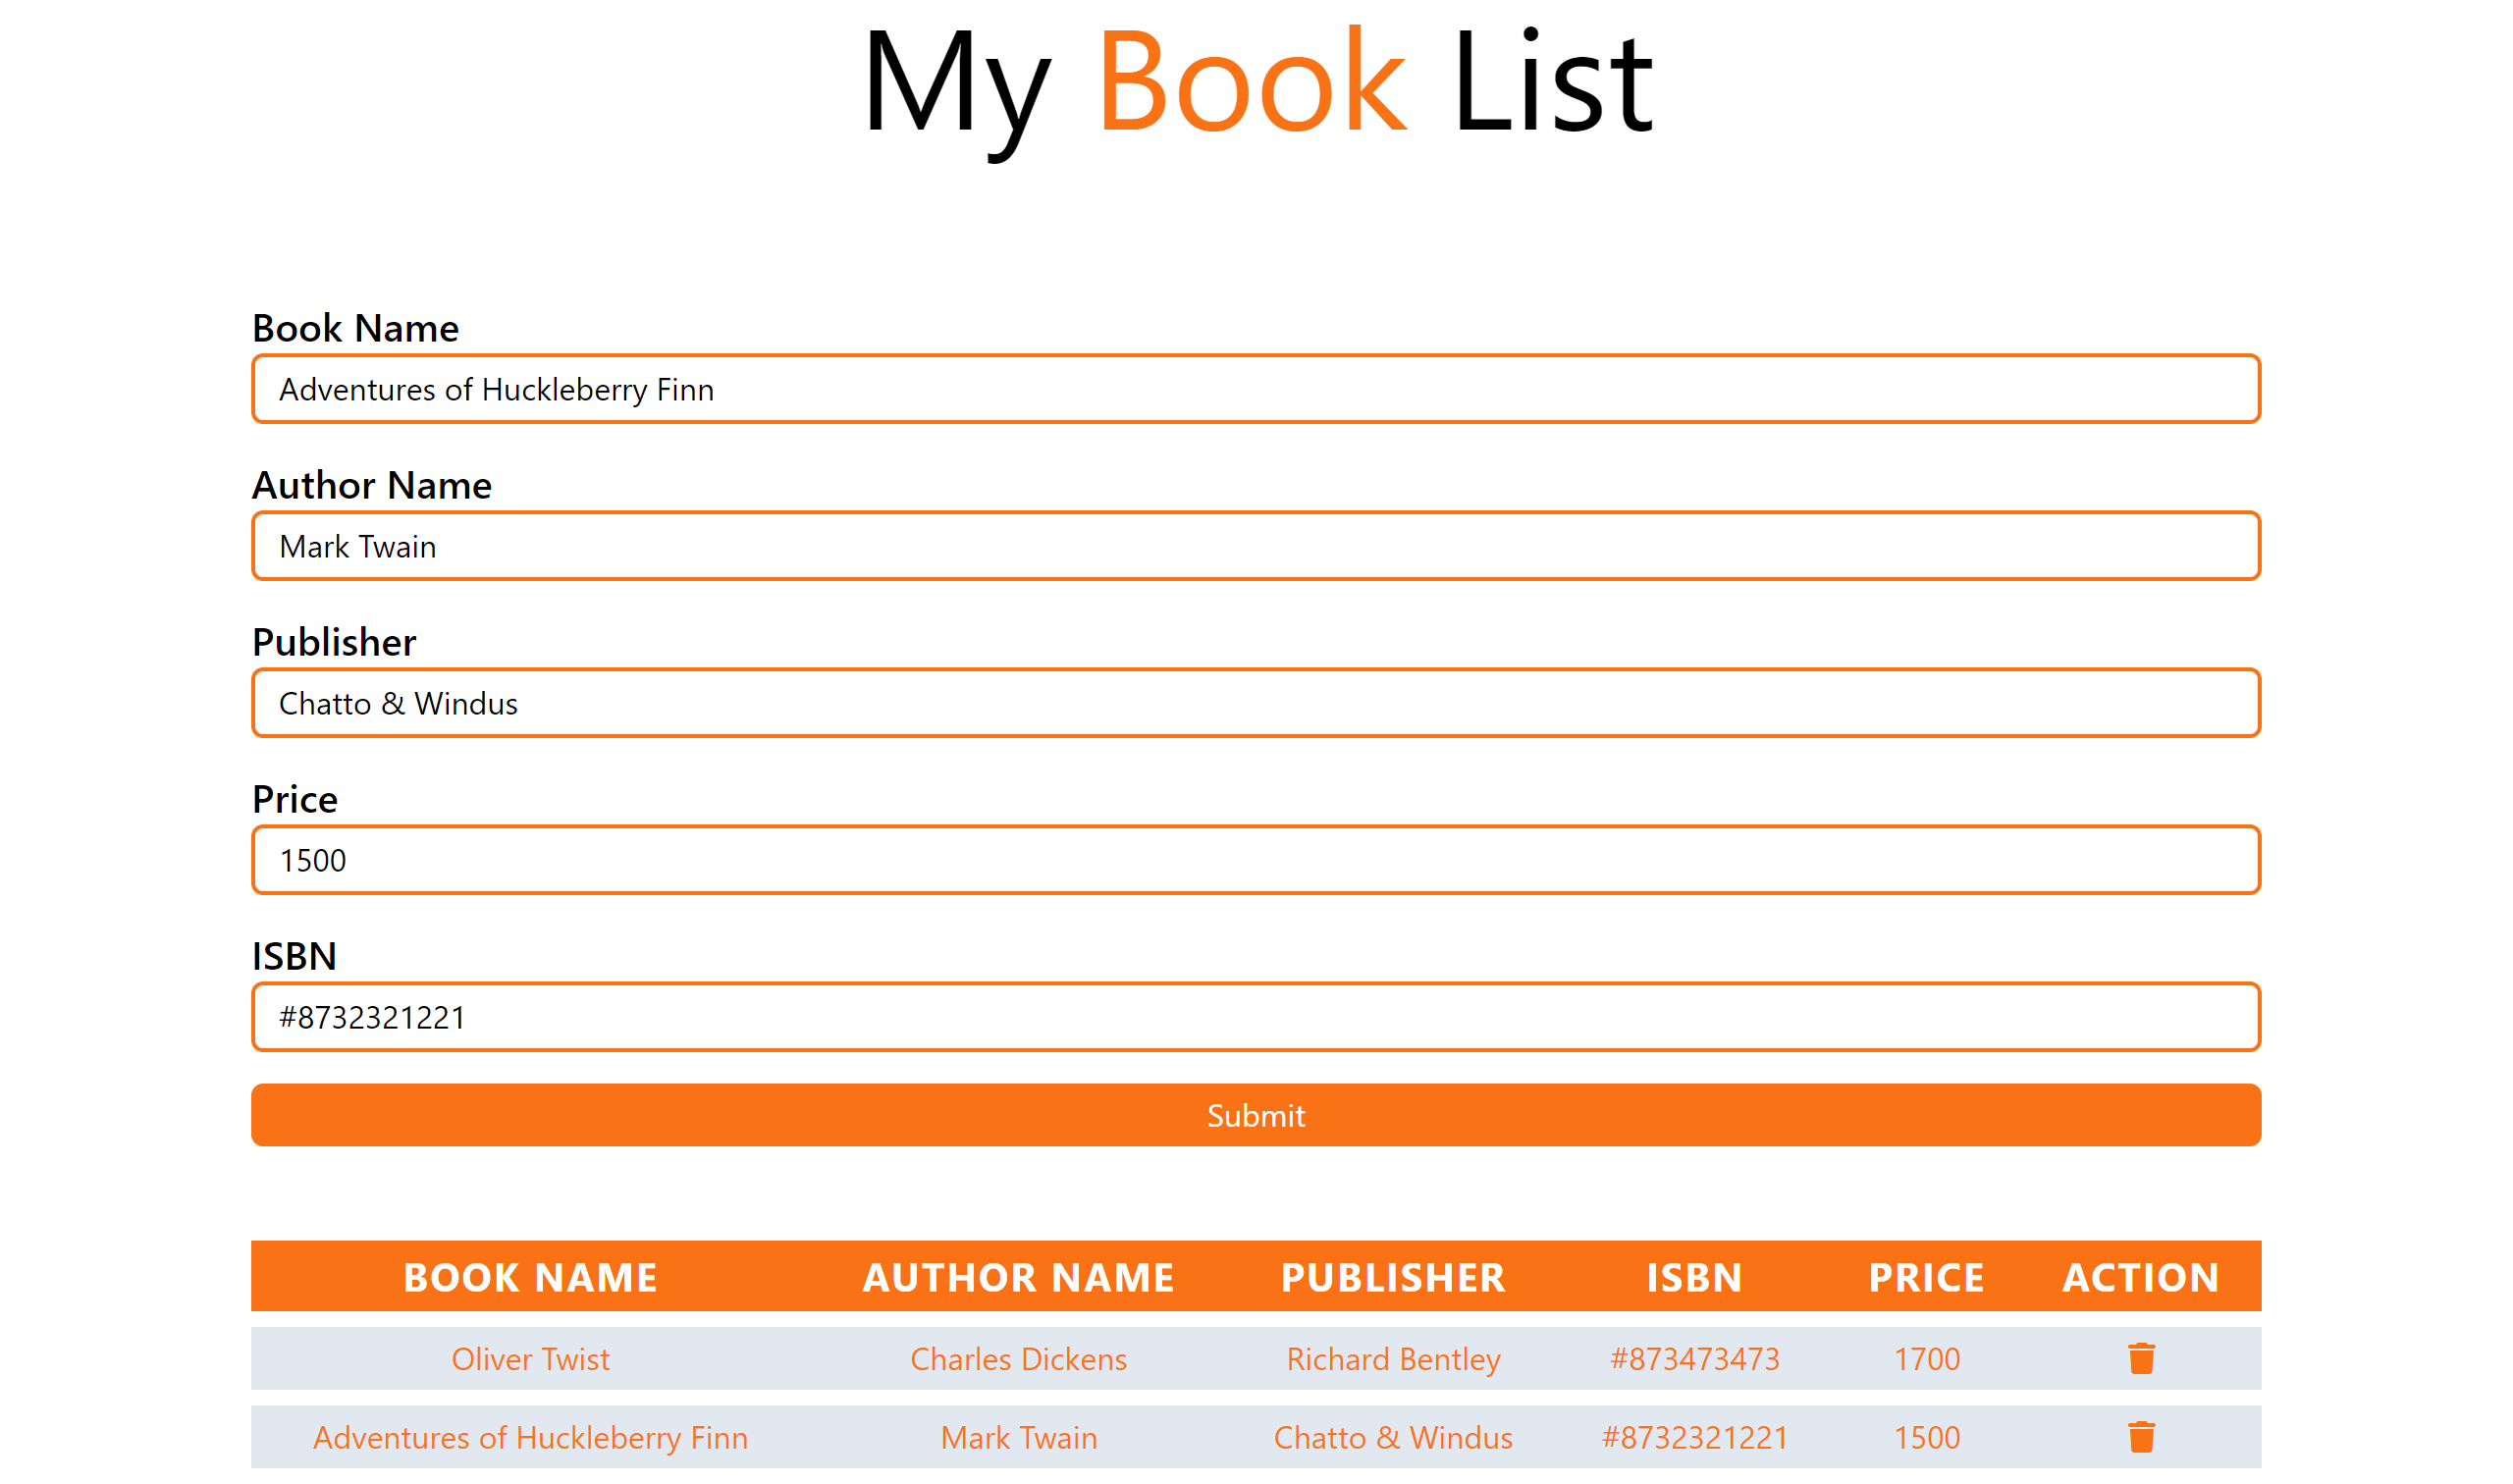 My Book List
Book Name
Adventures of Huckleberry Finn
Author Name
Mark Twain
Publisher
Chatto & Windus
Price
1500
ISBN
#8732321221
Submit
BOOK NAME AUTHOR NAME PUBLISHER ISBN PRICE ACTION
Oliver Twist Charles Dickens Richard Bentley #873473473 1700
Adventures of Huckleberry Finn Mark Twain Chatto & Windus #8732321221 1500